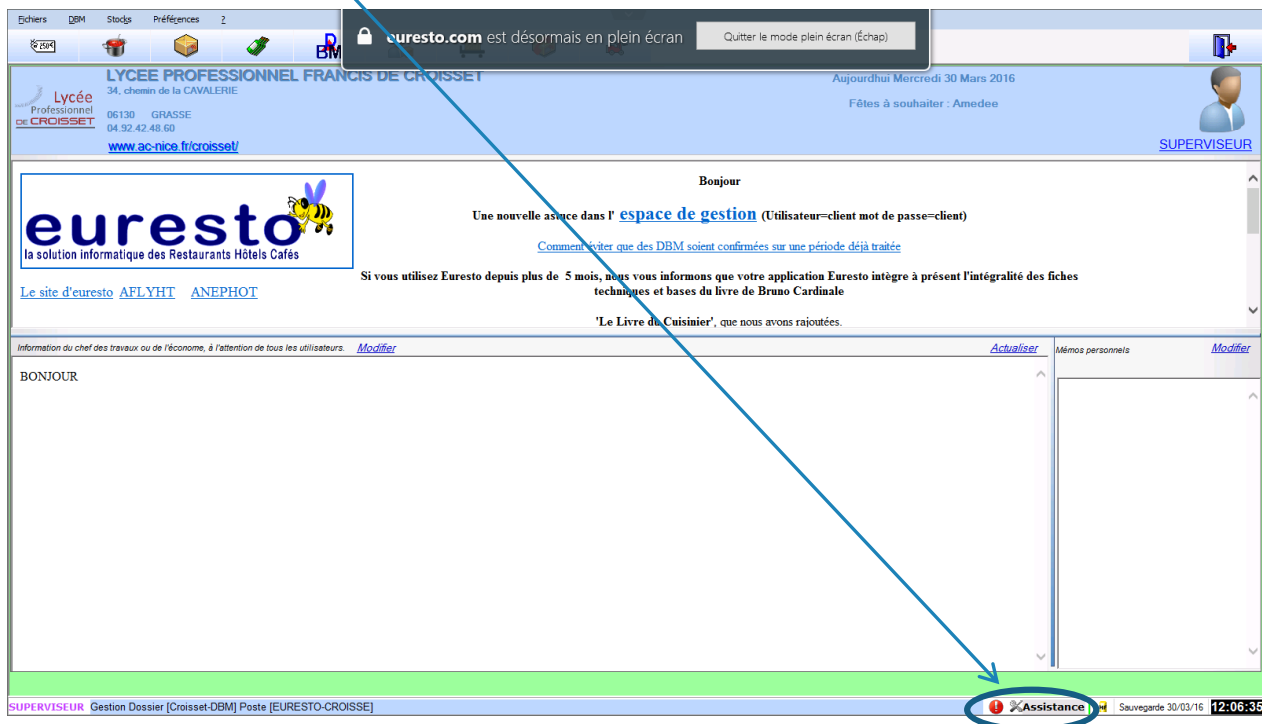 Fichiers DBM Stocks Préférences ?
250€
DBM
euresto.com est désormais en plein écran
Quitter le mode plein écran (Échap)
Lycée
Professionnel
DE CROISSET
LYCEE PROFESSIONNEL FRANCIS DE CROISSET
34, chemin de la CAVALERIE
06130 GRASSE
04.92.42.48.60
www.ac-nice.fr/croisset/
Aujourdhui Mercredi 30 Mars 2016
Fêtes à souhaiter : Amedee
SUPERVISEUR
euresto
la solution informatique des Restaurants Hôtels Cafés
Le site d'euresto AFLYHT ANEPHOT
Bonjour
Une nouvelle astuce dans l' espace de gestion (Utilisateur=client mot de passe=client)
Comment éviter que des DBM soient confirmées sur une période déjà traitée
Si vous utilisez Euresto depuis plus de 5 mois, nous vous informons que votre application Euresto intègre à présent l'intégralité des fiches
techniques et bases du livre de Bruno Cardinale
'Le Livre du Cuisinier', que nous avons rajoutées.
Information du chef des travaux ou de l'économe, à l'attention de tous les utilisateurs. Modifier Actualiser
Mémos personnels Modifier
BONJOUR
SUPERVISEUR Gestion Dossier [Croisset-DBM] Poste [EURESTO-CROISSE] Assistance Sauvegarde 30/03/16 12:06:35